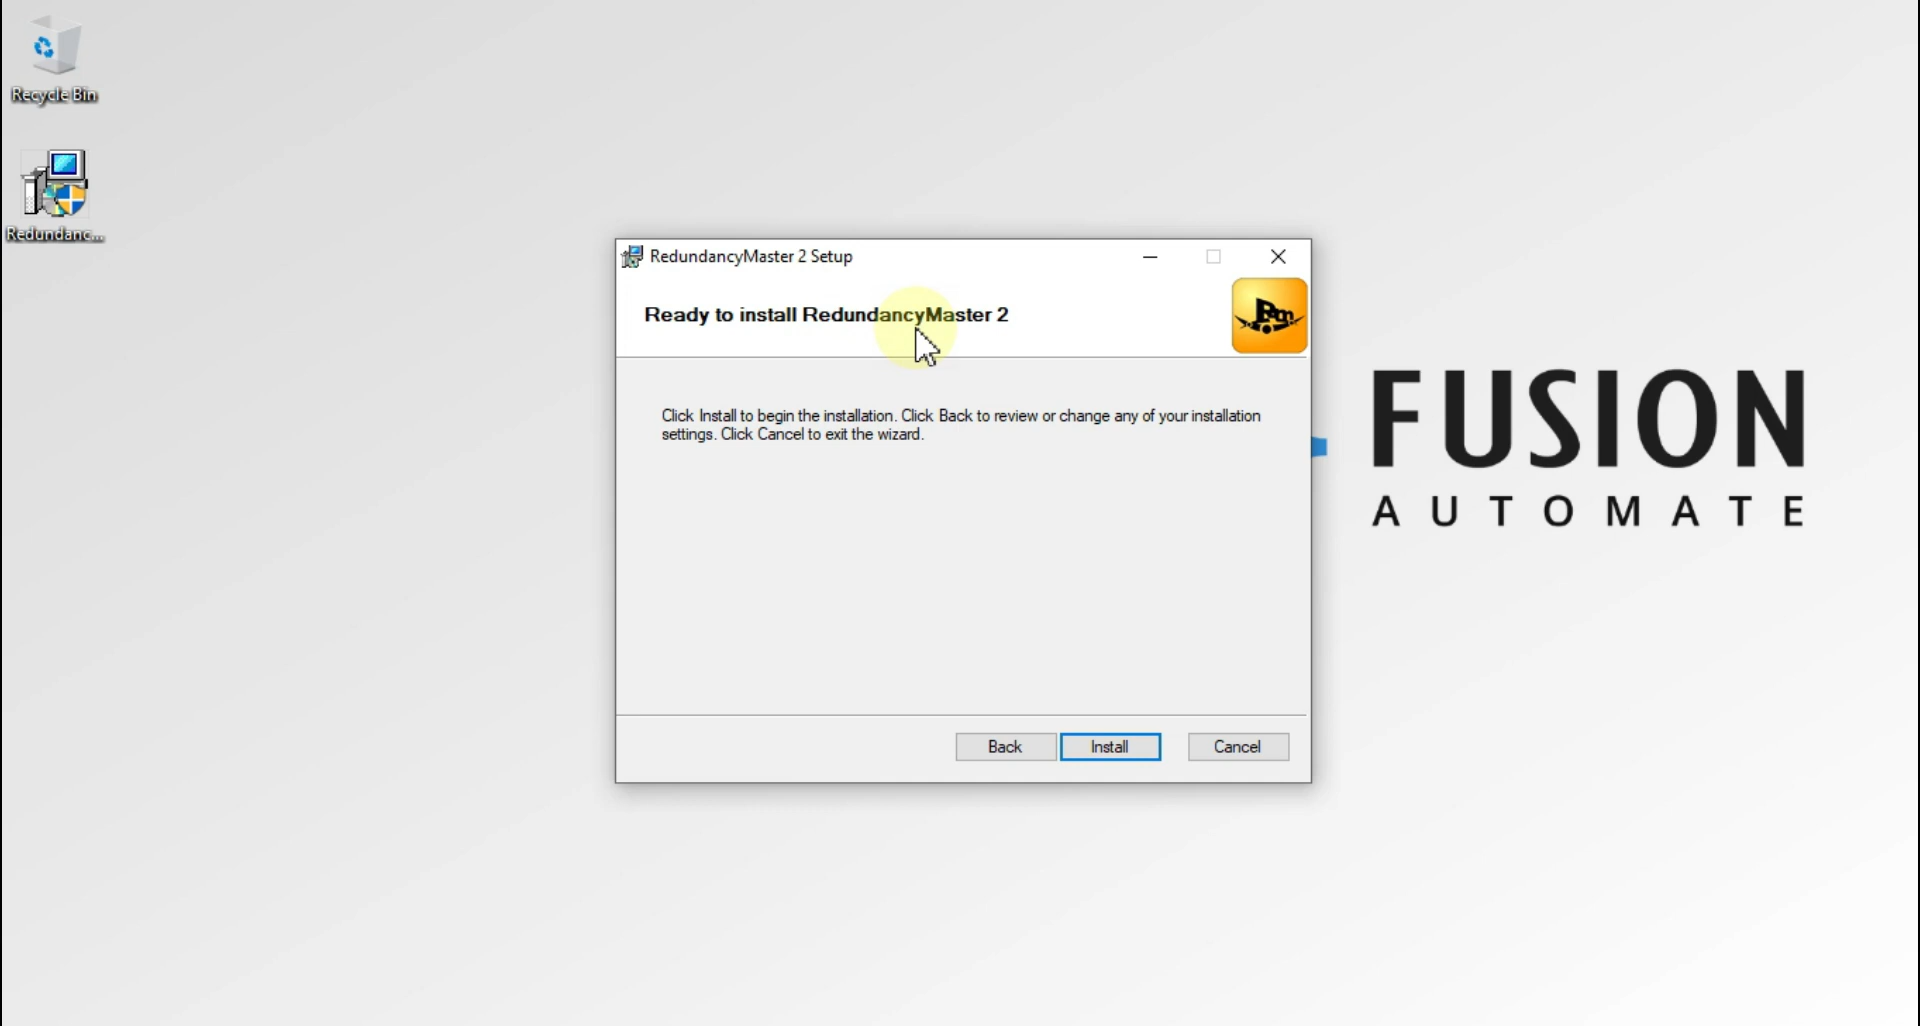 Recycle Bin
Redundanc...
RedundancyMaster 2 Setup
Ready to install RedundancyMaster 2
Rm
Click Install to begin the installation. Click Back to review or change any of your installation
settings. Click Cancel to exit the wizard.
Back
Install
Cancel
FUSION
AUTOMATE